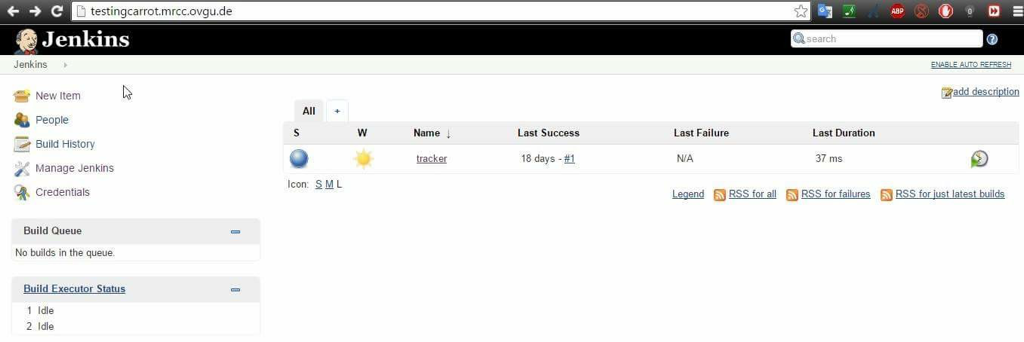 testingcarrot.mrcc.ovgu.de
ABP
0
Jenkins
search
Jenkins
ENABLE AUTO REFRESH
New Item
People
Build History
Manage Jenkins
Credentials
Build Queue
No builds in the queue.
Build Executor Status
1 Idle
2 Idle
add description
All +
S W Name ↓ Last Success Last Failure Last Duration
tracker 18 days - #1 N/A 37 ms
Icon: S M L
Legend RSS for all RSS for failures RSS for just latest builds